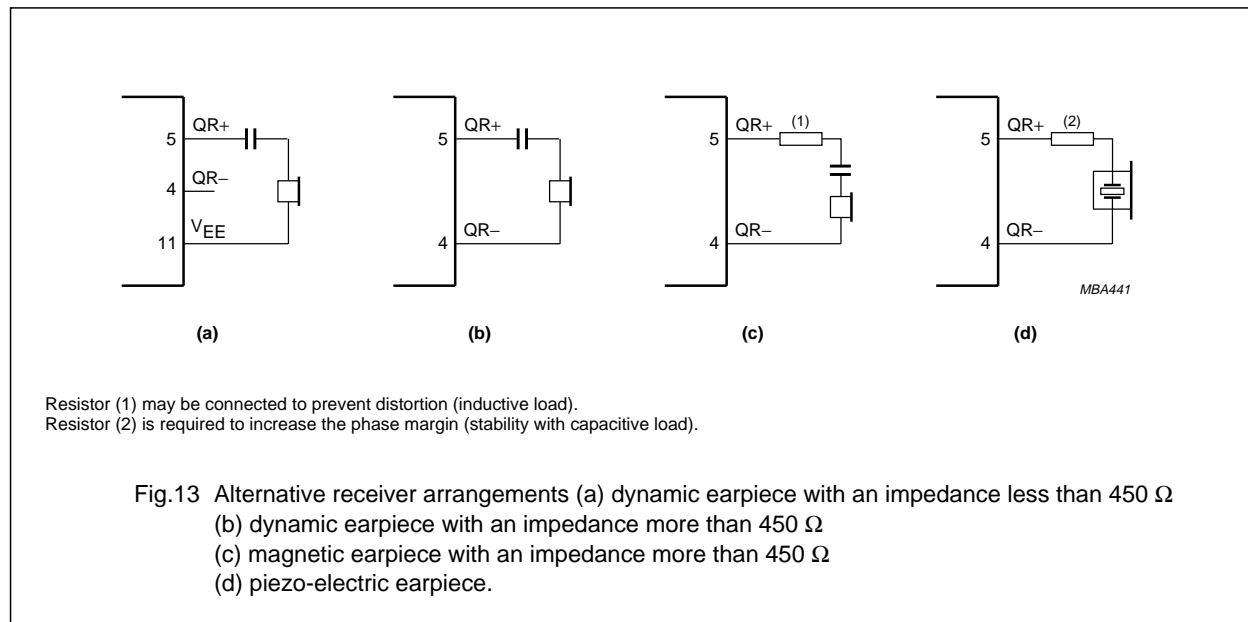 5 QR+
4 QR−
11 VEE
(a)
5 QR+
4 QR−
(b)
5 QR+ (1)
4 QR−
(c)
5 QR+ (2)
4 QR−
MBA441
(d)
Resistor (1) may be connected to prevent distortion (inductive load).
Resistor (2) is required to increase the phase margin (stability with capacitive load).
Fig.13 Alternative receiver arrangements (a) dynamic earpiece with an impedance less than 450 Ω
(b) dynamic earpiece with an impedance more than 450 Ω
(c) magnetic earpiece with an impedance more than 450 Ω
(d) piezo-electric earpiece.